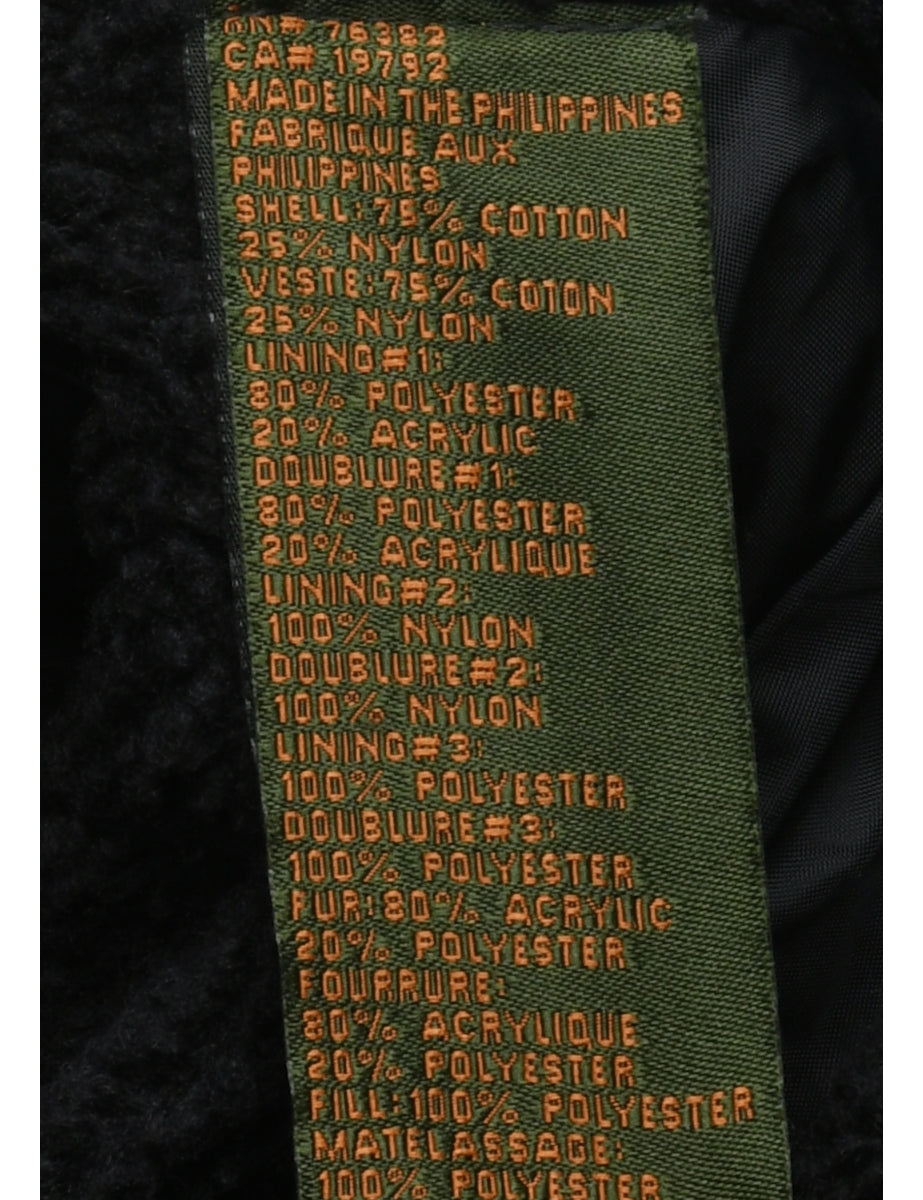 RN# 76382
CA# 19792
MADE IN THE PHILIPPINES
FABRIQUE AUX
PHILIPPINES
SHELL:75% COTTON
25% NYLON
VESTE:75% COTON
25% NYLON
LINING#1:
80% POLYESTER
20% ACRYLIC
DOUBLURE#1:
80% POLYESTER
20% ACRYLIQUE
LINING#2:
100% NYLON
DOUBLURE#2:
100% NYLON
LINING#3:
100% POLYESTER
DOUBLURE#3:
100% POLYESTER
FUR:80% ACRYLIC
20% POLYESTER
FOURRURE:
80% ACRYLIQUE
20% POLYESTER
FILL:100% POLYESTER
MATELASSAGE:
100% POLYESTER